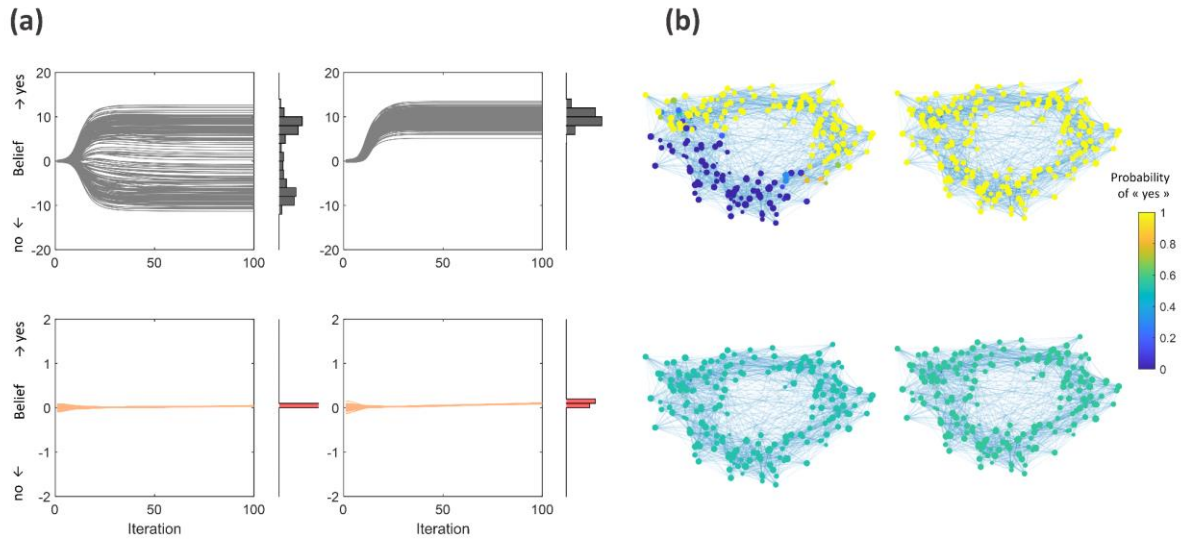 (a)
(b)
20
10
0
-10
-20
no ← Belief → yes
0 50 100
0 50 100
2
1
0
-1
-2
no ← Belief → yes
0 50 100
Iteration
2
1
0
-1
-2
0 50 100
Iteration
20
10
0
-10
-20
Probability
of « yes »
1
0.8
0.6
0.4
0.2
0